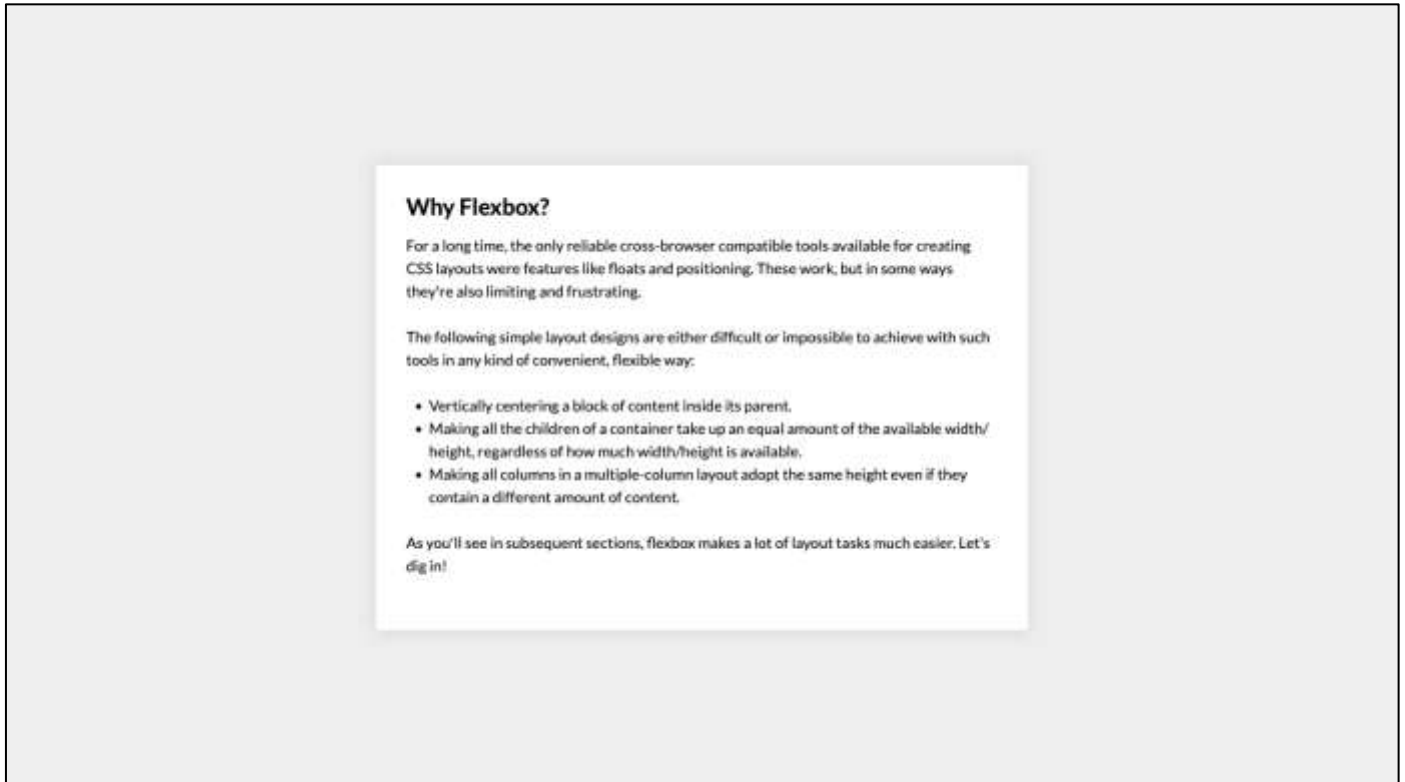 Why Flexbox?
For a long time, the only reliable cross-browser compatible tools available for creating
CSS layouts were features like floats and positioning. These work, but in some ways
they're also limiting and frustrating.
The following simple layout designs are either difficult or impossible to achieve with such
tools in any kind of convenient, flexible way:
• Vertically centering a block of content inside its parent.
• Making all the children of a container take up an equal amount of the available width/
height, regardless of how much width/height is available.
• Making all columns in a multiple-column layout adopt the same height even if they
contain a different amount of content.
As you'll see in subsequent sections, flexbox makes a lot of layout tasks much easier. Let's
dig in!